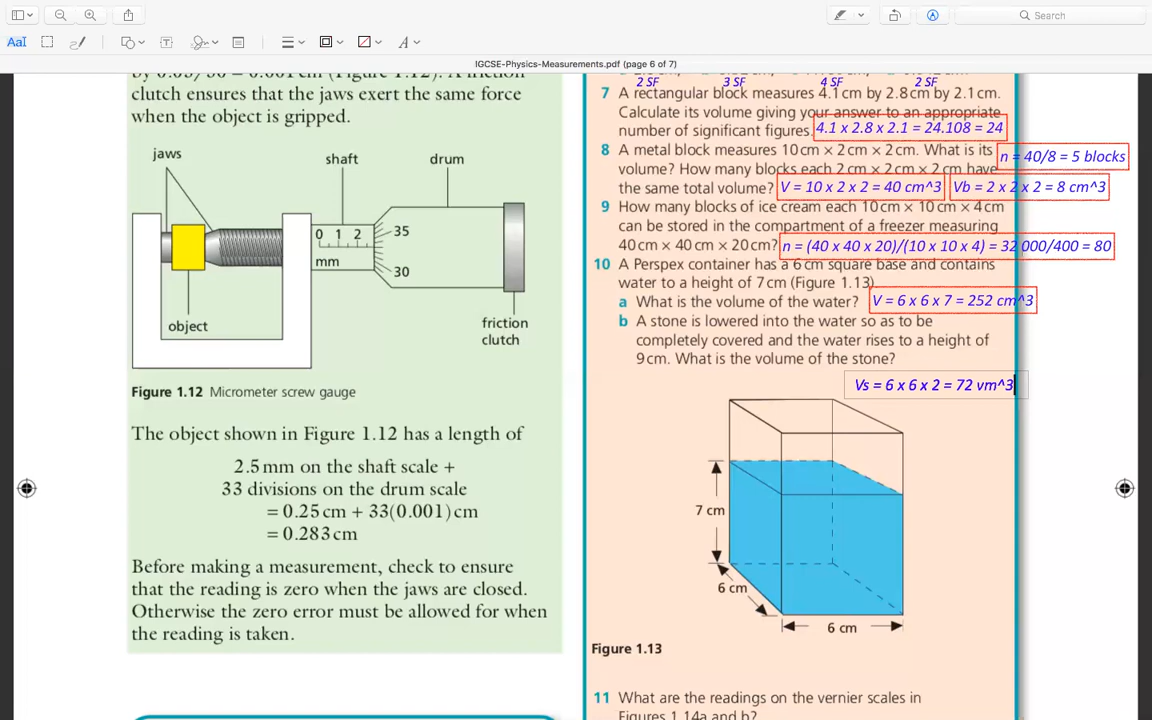 Search
AaI
T
A
IGCSE-Physics-Measurements.pdf (page 6 of 7)
clutch ensures that the jaws exert the same force
when the object is gripped.
jaws
shaft
drum
0 1 2
mm
35
30
object
friction
clutch
Figure 1.12 Micrometer screw gauge
The object shown in Figure 1.12 has a length of
2.5 mm on the shaft scale +
33 divisions on the drum scale
= 0.25 cm + 33(0.001) cm
= 0.283 cm
Before making a measurement, check to ensure
that the reading is zero when the jaws are closed.
Otherwise the zero error must be allowed for when
the reading is taken.
2 SF 3 SF 4 SF 2 SF
7 A rectangular block measures 4.1 cm by 2.8 cm by 2.1 cm.
Calculate its volume giving your answer to an appropriate
number of significant figures. 4.1 x 2.8 x 2.1 = 24.108 = 24
8 A metal block measures 10 cm × 2 cm × 2 cm. What is its
n = 40/8 = 5 blocks
volume? How many blocks each 2 cm × 2 cm × 2 cm have
the same total volume? V = 10 x 2 x 2 = 40 cm^3 Vb = 2 x 2 x 2 = 8 cm^3
9 How many blocks of ice cream each 10 cm × 10 cm × 4 cm
can be stored in the compartment of a freezer measuring
40 cm × 40 cm × 20 cm? n = (40 x 40 x 20)/(10 x 10 x 4) = 32 000/400 = 80
10 A Perspex container has a 6 cm square base and contains
water to a height of 7 cm (Figure 1.13).
a What is the volume of the water? V = 6 x 6 x 7 = 252 cm^3
b A stone is lowered into the water so as to be
completely covered and the water rises to a height of
9 cm. What is the volume of the stone?
Vs = 6 x 6 x 2 = 72 vm^3
7 cm
6 cm
6 cm
Figure 1.13
11 What are the readings on the vernier scales in
Figures 1.14a and b?